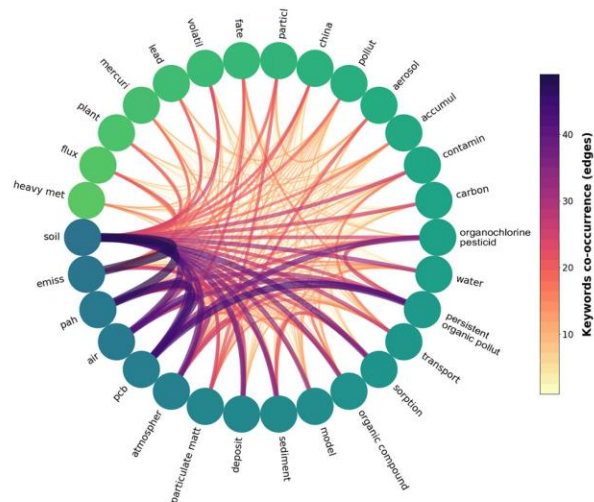 volatil
fate
particl
china
pollut
aerosol
accumul
contamin
carbon
organochlorine
pesticid
water
persistent
organic pollut
transport
sorption
organic compound
model
sediment
deposit
particulate matt
atmospher
pcb
air
pah
emiss
soil
heavy met
flux
plant
mercuri
lead
40
30
20
10
Keywords co-occurrence (edges)